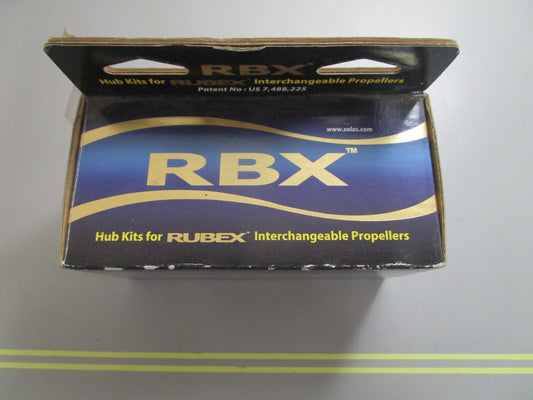 RBX
Hub Kits for RUBEX Interchangeable Propellers
Patent No : US 7,488,225
www.solas.com
RBX™
Hub Kits for RUBEX™ Interchangeable Propellers